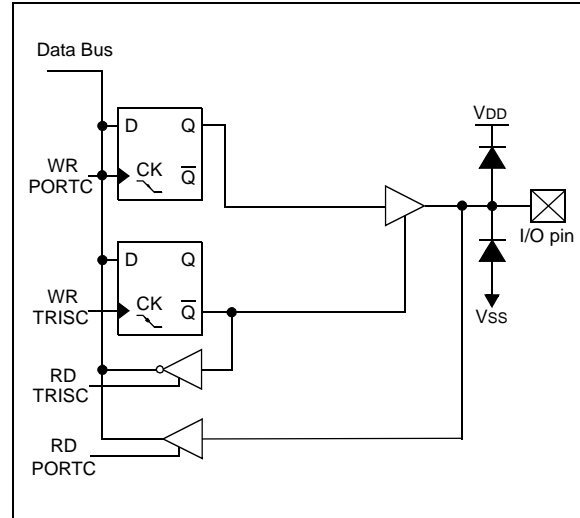 Data Bus
D Q
CK Q
WR
PORTC
VDD
I/O pin
VSS
D Q
CK Q
WR
TRISC
RD
TRISC
RD
PORTC